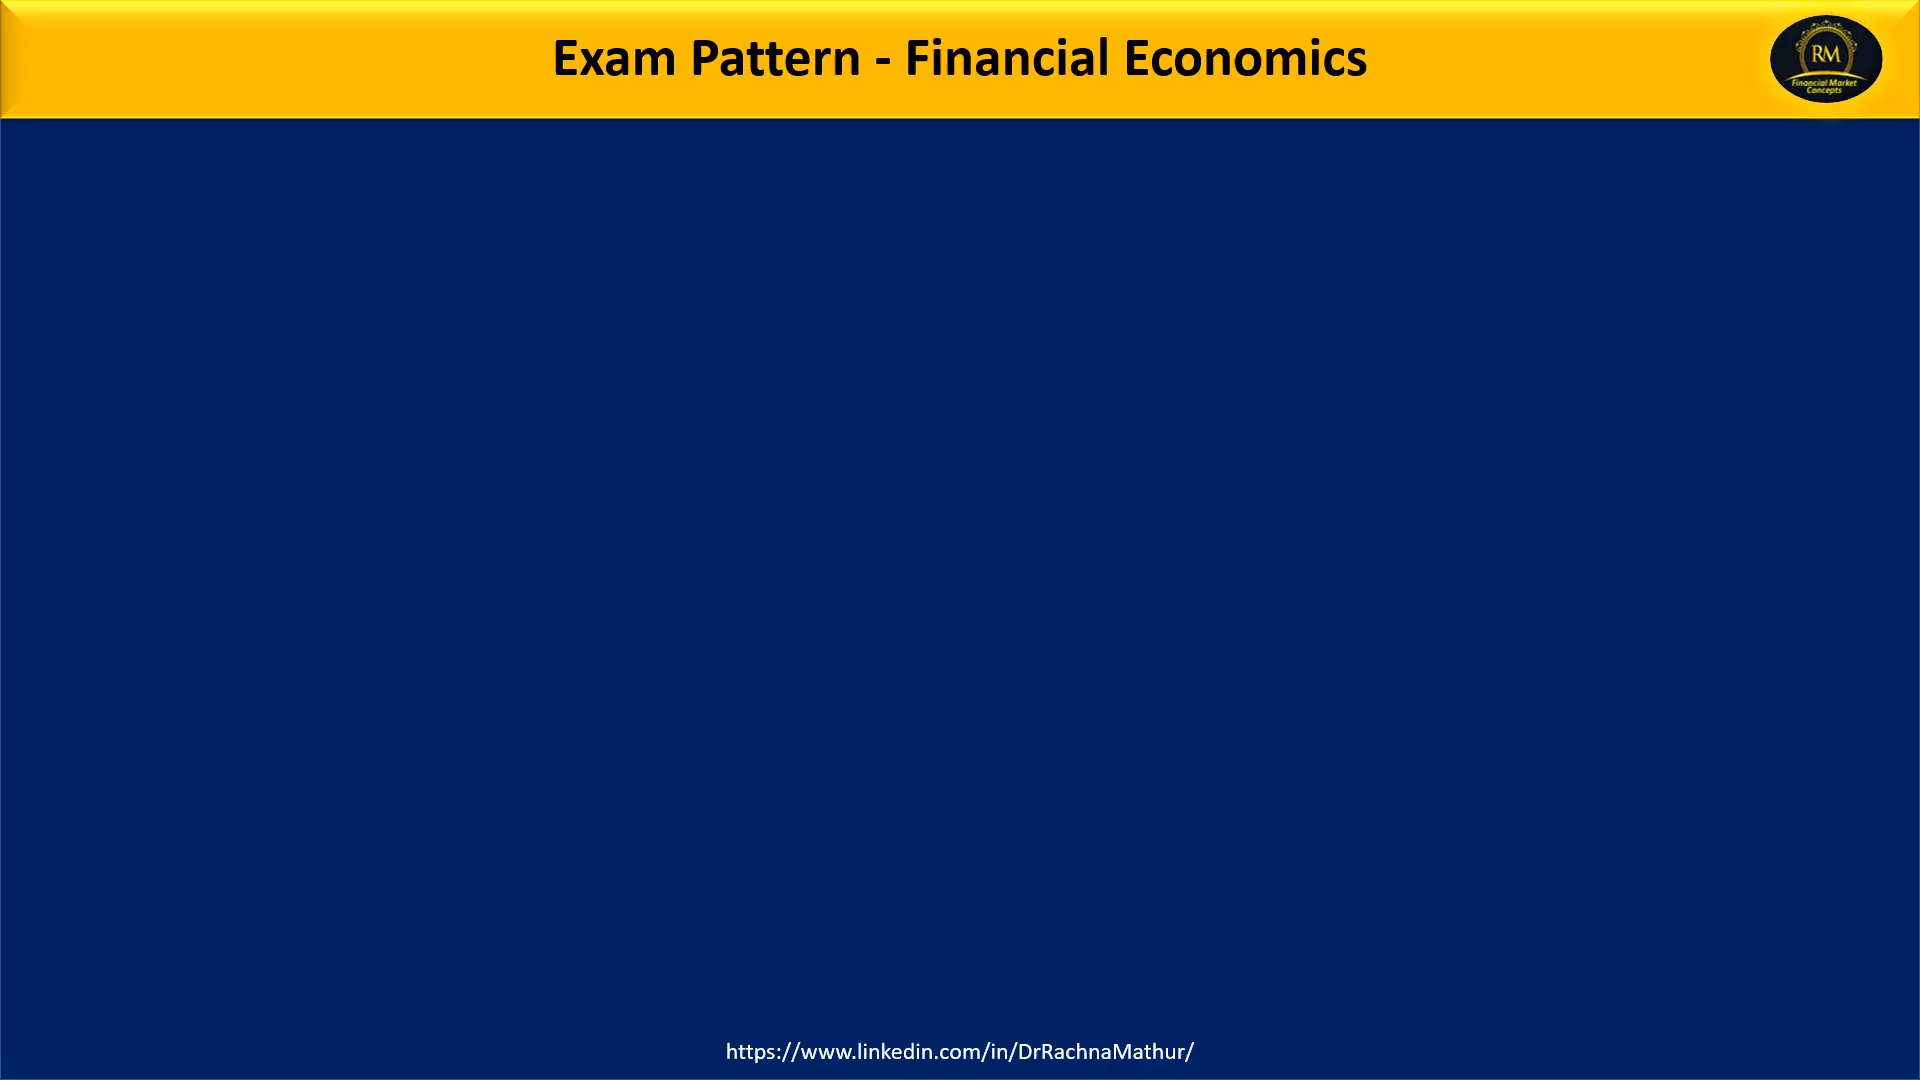 Exam Pattern - Financial Economics
RM
Financial Market
Concepts
https://www.linkedin.com/in/DrRachnaMathur/